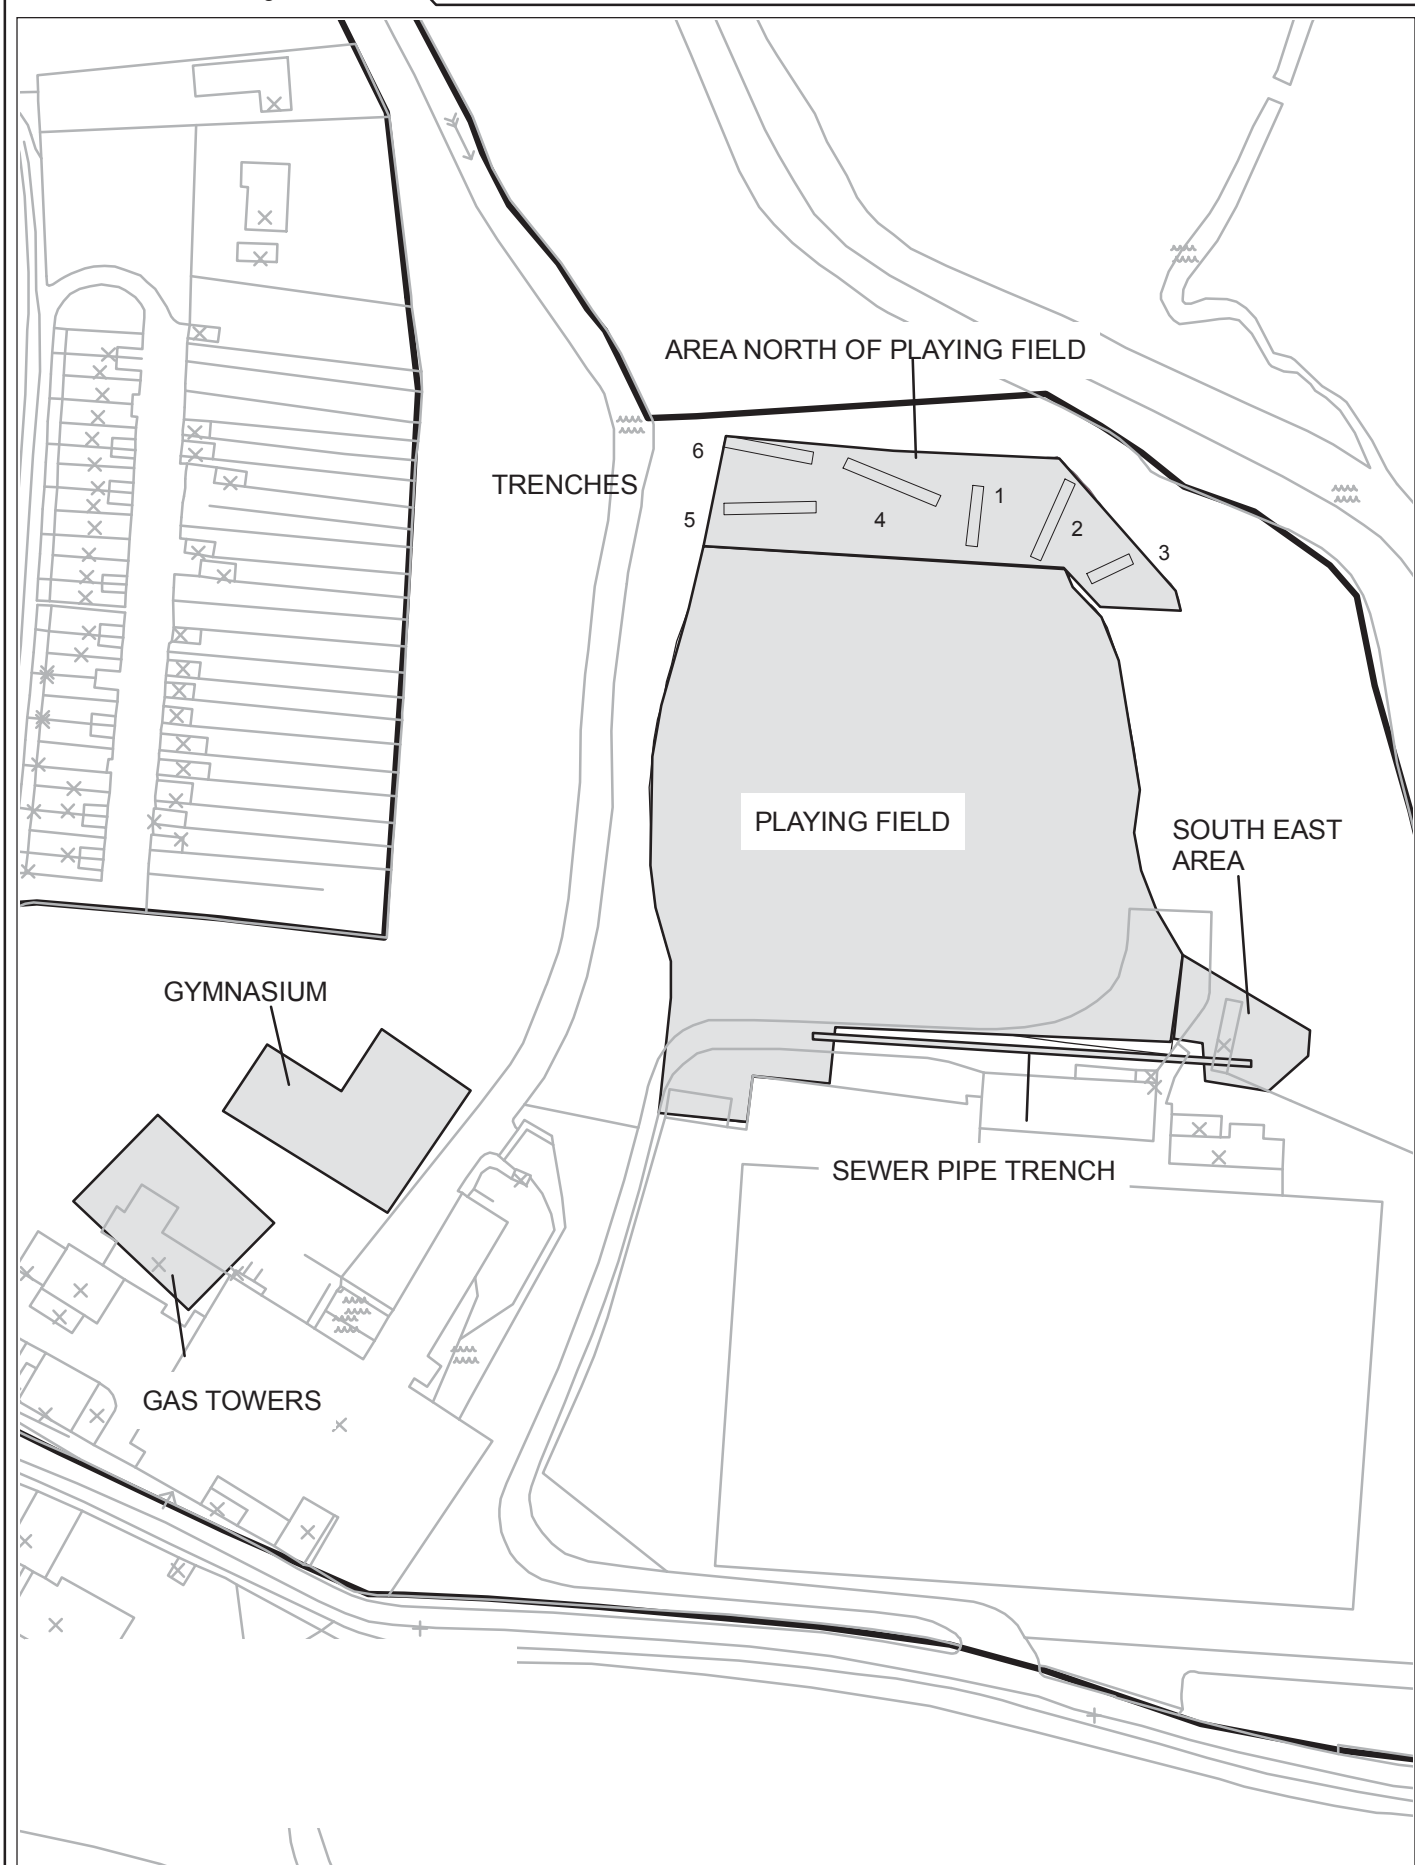 AREA NORTH OF PLAYING FIELD
6
TRENCHES
1
5
4
2
3
PLAYING FIELD
SOUTH EAST
AREA
GYMNASIUM
SEWER PIPE TRENCH
GAS TOWERS